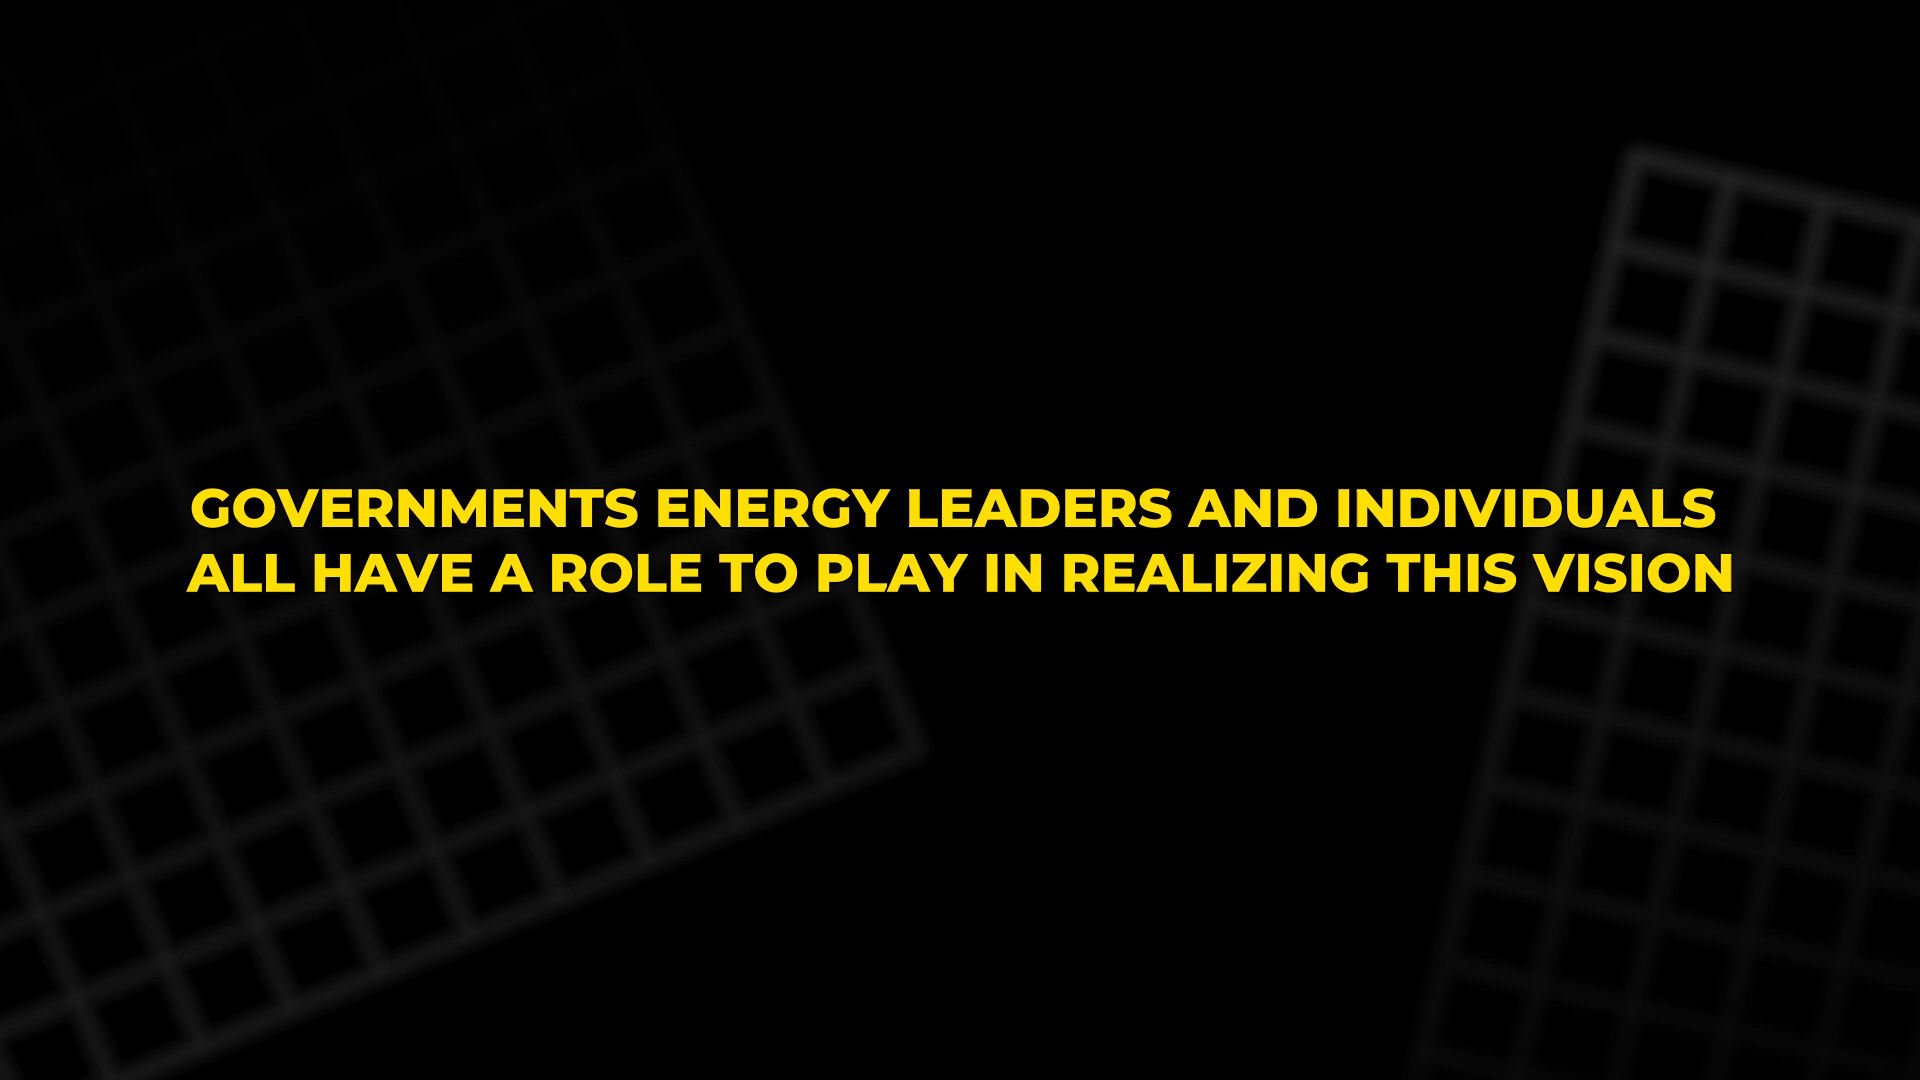 GOVERNMENTS ENERGY LEADERS AND INDIVIDUALS
ALL HAVE A ROLE TO PLAY IN REALIZING THIS VISION